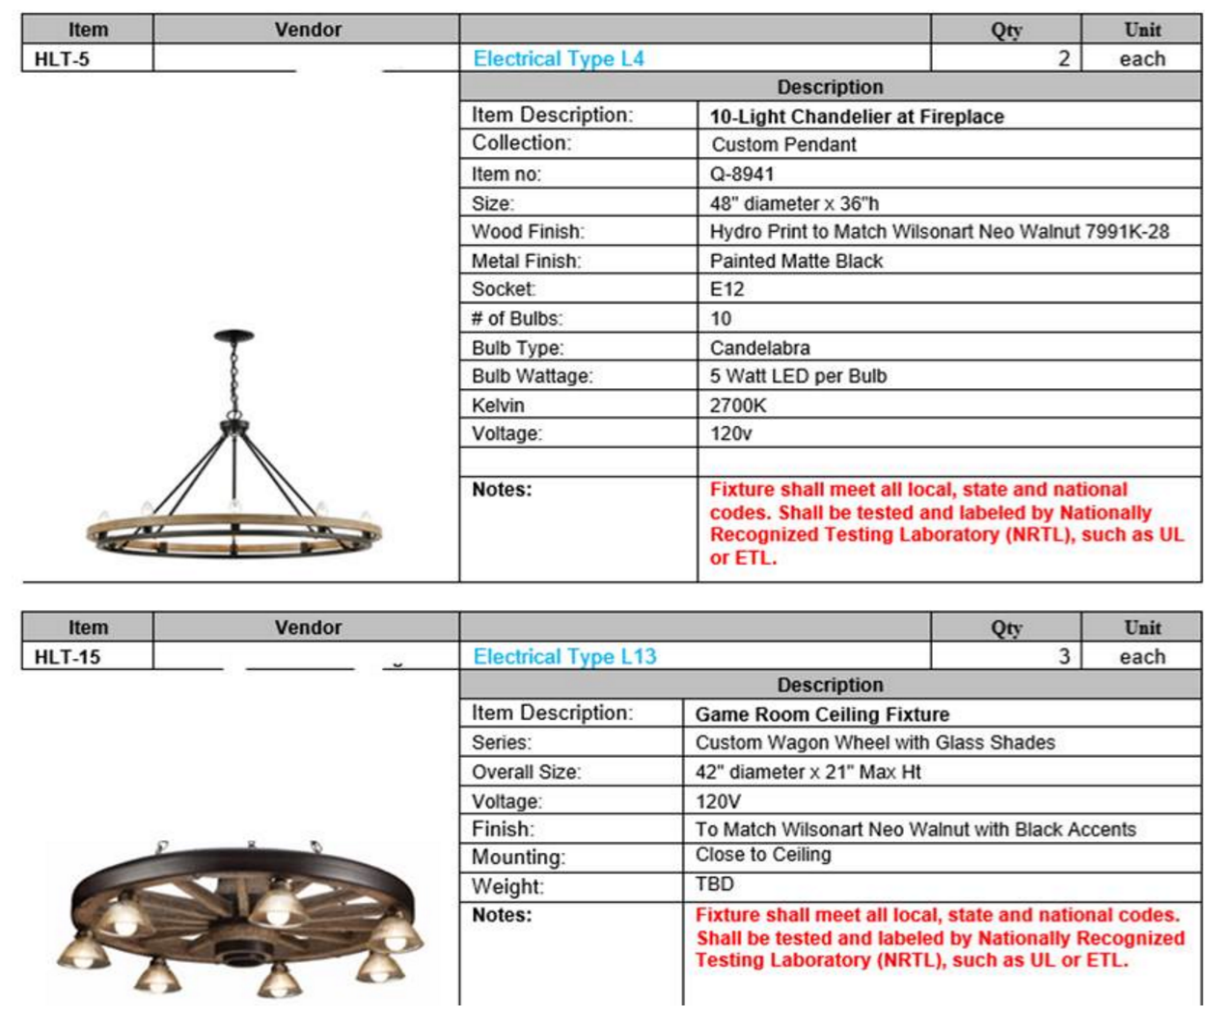 Item Vendor Qty Unit
HLT-5 Electrical Type L4 2 each
Description
Item Description: 10-Light Chandelier at Fireplace
Collection: Custom Pendant
Item no: Q-8941
Size: 48" diameter x 36"h
Wood Finish: Hydro Print to Match Wilsonart Neo Walnut 7991K-28
Metal Finish: Painted Matte Black
Socket: E12
# of Bulbs: 10
Bulb Type: Candelabra
Bulb Wattage: 5 Watt LED per Bulb
Kelvin 2700K
Voltage: 120v
Notes: Fixture shall meet all local, state and national
codes. Shall be tested and labeled by Nationally
Recognized Testing Laboratory (NRTL), such as UL
or ETL.
Item Vendor Qty Unit
HLT-15 Electrical Type L13 3 each
Description
Item Description: Game Room Ceiling Fixture
Series: Custom Wagon Wheel with Glass Shades
Overall Size: 42" diameter x 21" Max Ht
Voltage: 120V
Finish: To Match Wilsonart Neo Walnut with Black Accents
Mounting: Close to Ceiling
Weight: TBD
Notes: Fixture shall meet all local, state and national codes.
Shall be tested and labeled by Nationally Recognized
Testing Laboratory (NRTL), such as UL or ETL.